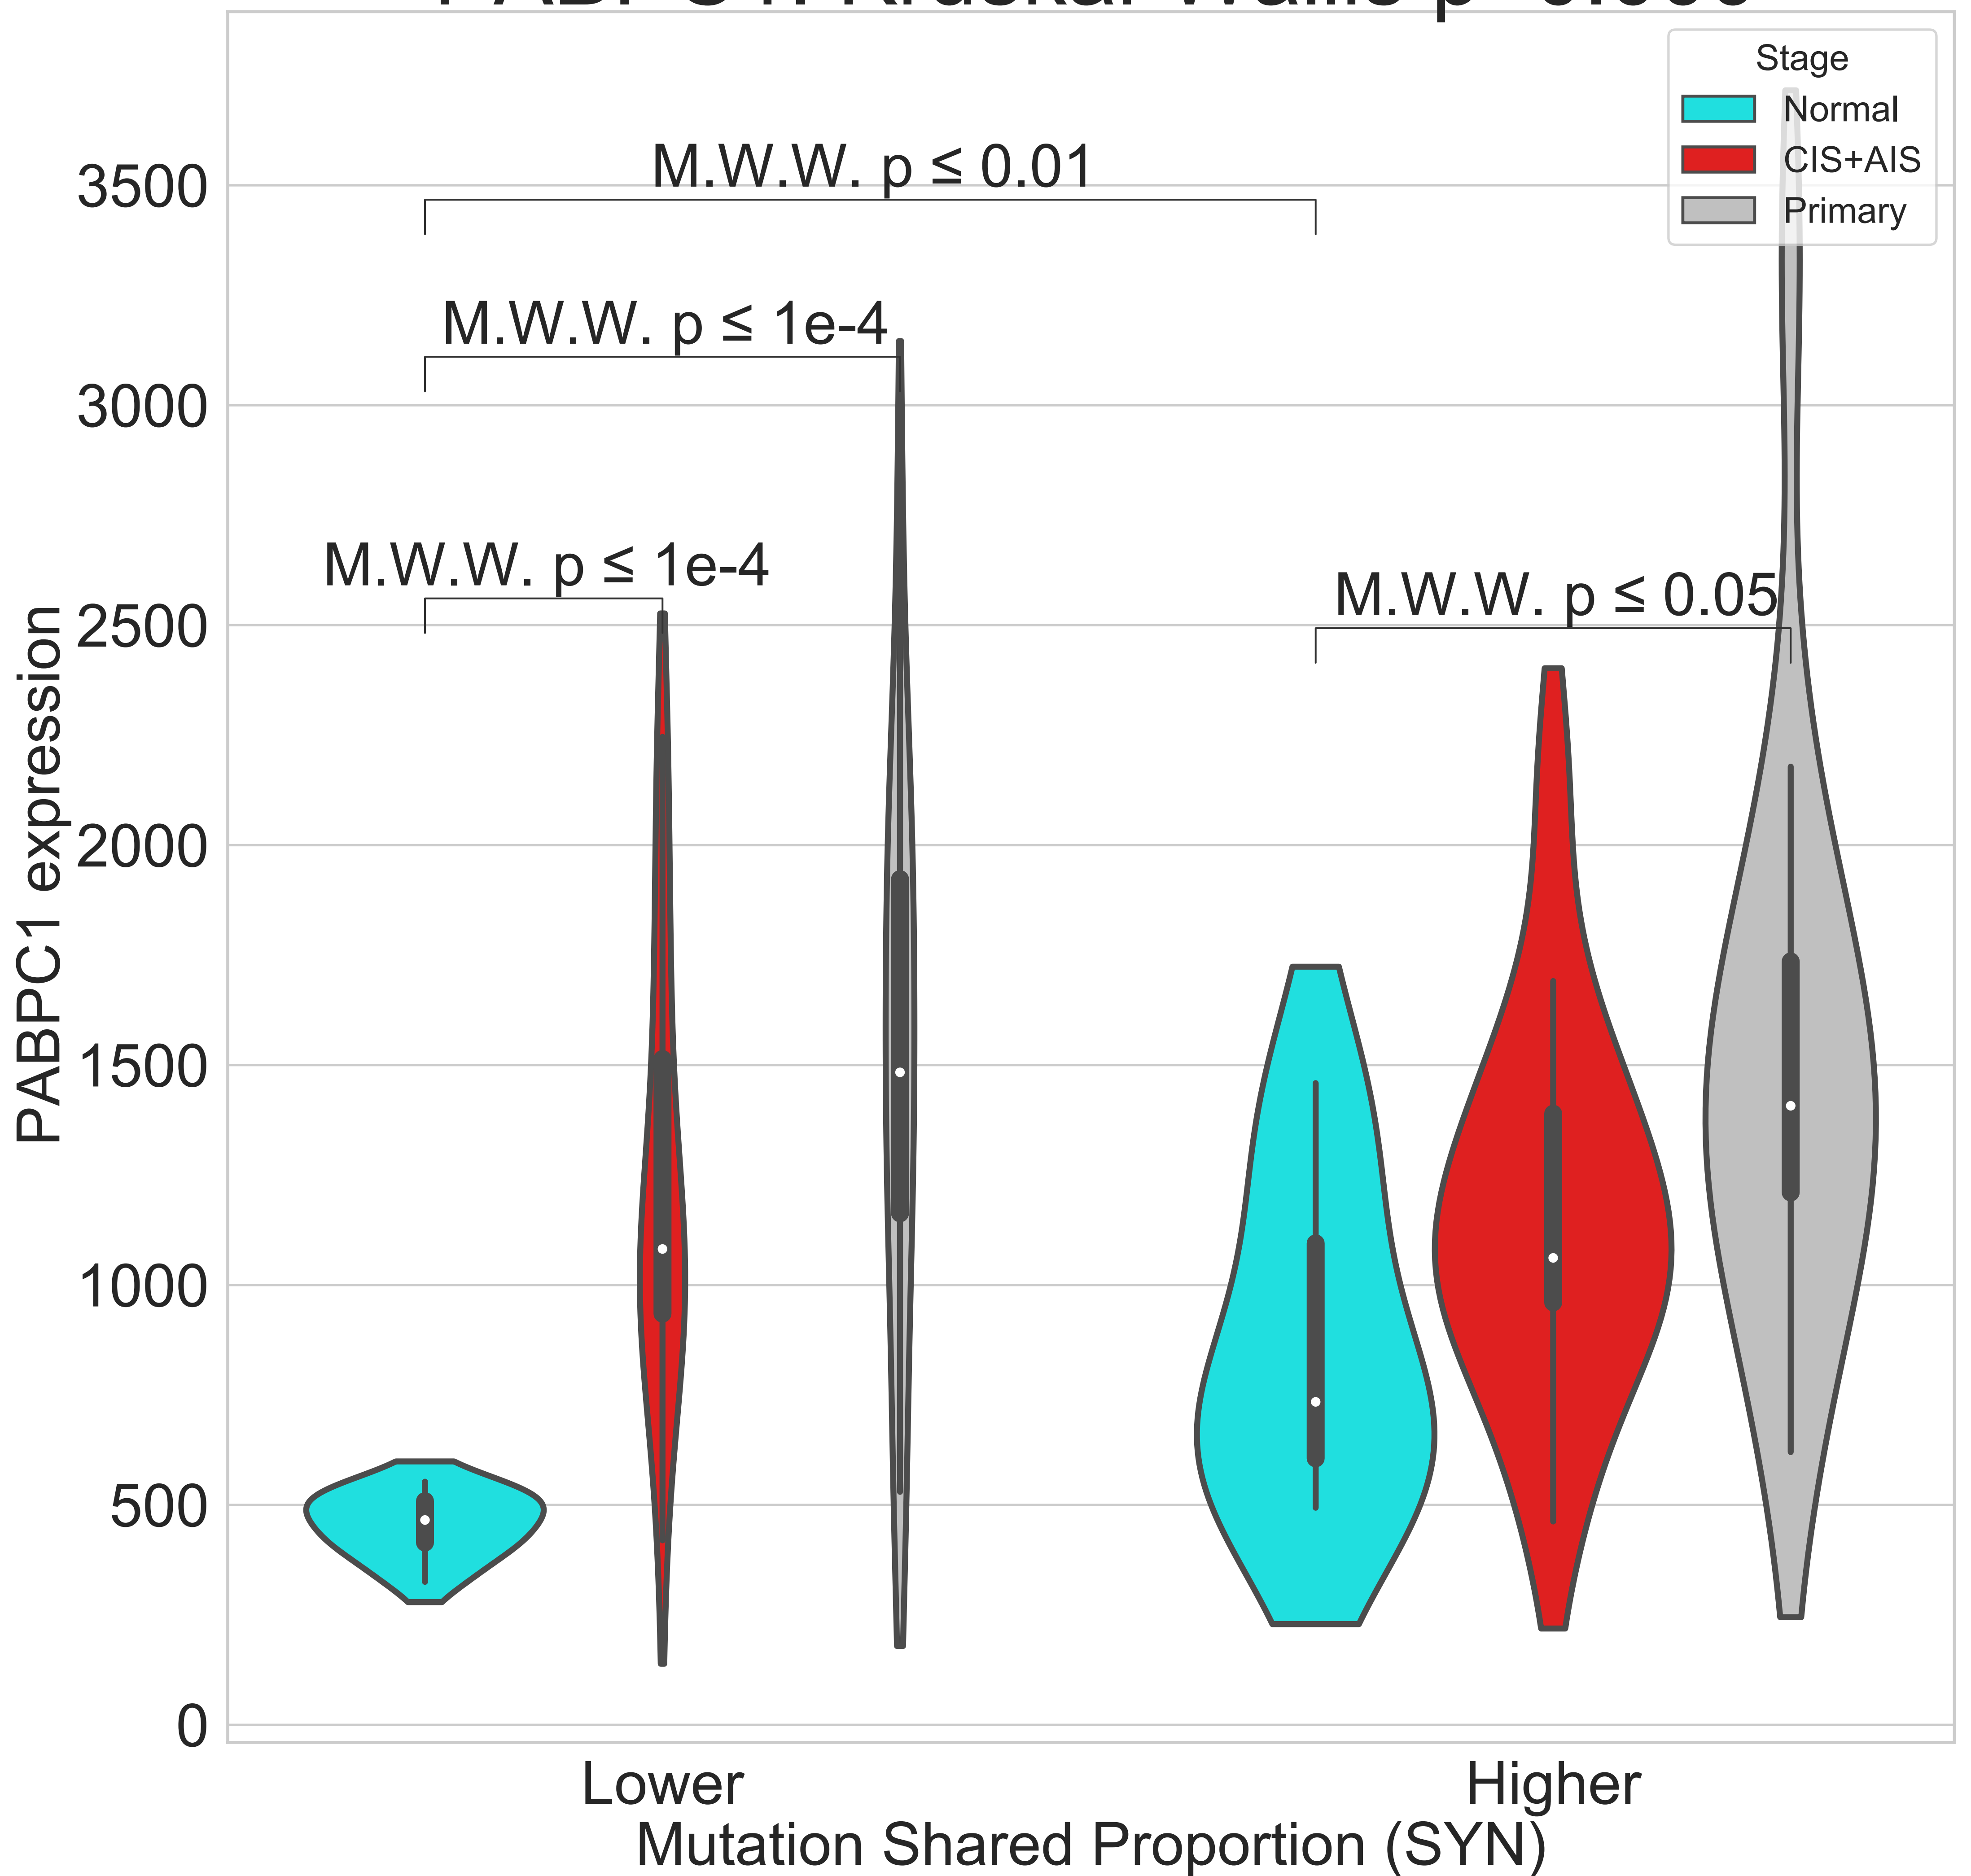 Stage
Normal
CIS+AIS
Primary
M.W.W. p ≤ 0.01
M.W.W. p ≤ 1e-4
M.W.W. p ≤ 1e-4
M.W.W. p ≤ 0.05
3500
3000
2500
2000
1500
1000
500
0
PABPC1 expression
Lower
Higher
Mutation Shared Proportion (SYN)